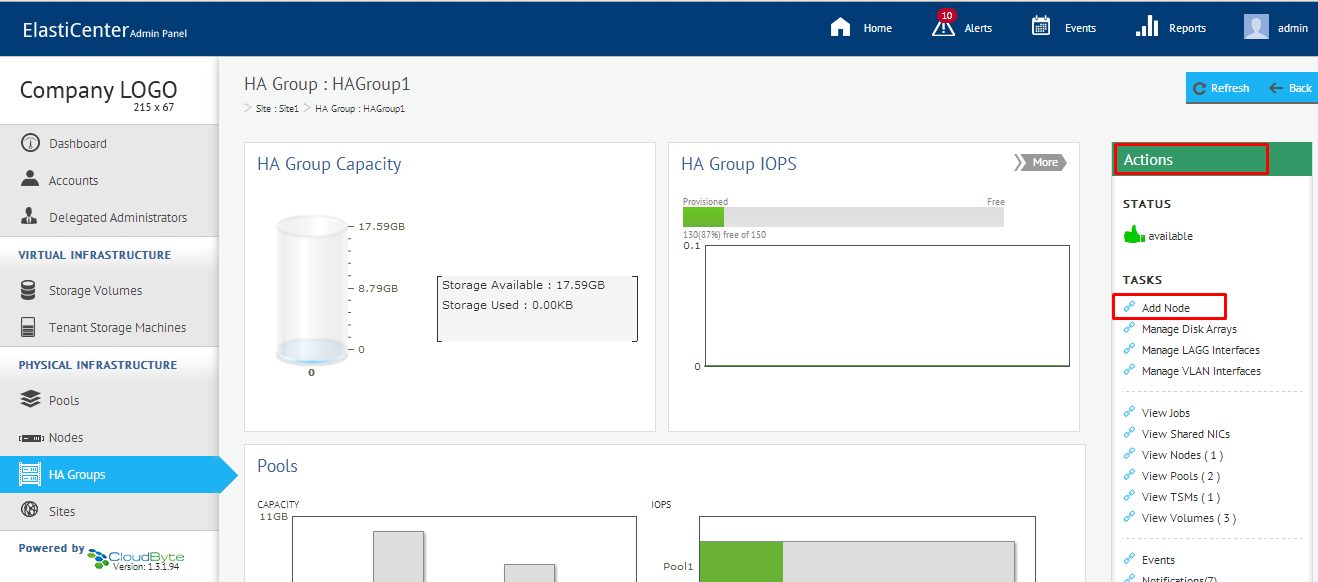 ElastiCenter Admin Panel
Home
10
Alerts
Events
Reports
admin
Company LOGO
215 x 67
Dashboard
Accounts
Delegated Administrators
VIRTUAL INFRASTRUCTURE
Storage Volumes
Tenant Storage Machines
PHYSICAL INFRASTRUCTURE
Pools
Nodes
HA Groups
Sites
Powered by CloudByte
Version: 1.3.1.94
HA Group : HAGroup1
Site : Site1 HA Group : HAGroup1
Refresh
Back
HA Group Capacity
17.59GB
8.79GB
0
0
Storage Available : 17.59GB
Storage Used : 0.00KB
HA Group IOPS
More
Provisioned
Free
130(87%) free of 150
0.1
0
Pools
CAPACITY
11GB
IOPS
Pool1
Actions
STATUS
available
TASKS
Add Node
Manage Disk Arrays
Manage LAGG Interfaces
Manage VLAN Interfaces
View Jobs
View Shared NICs
View Nodes ( 1 )
View Pools ( 2 )
View TSMs ( 1 )
View Volumes ( 3 )
Events
Notifications(7)